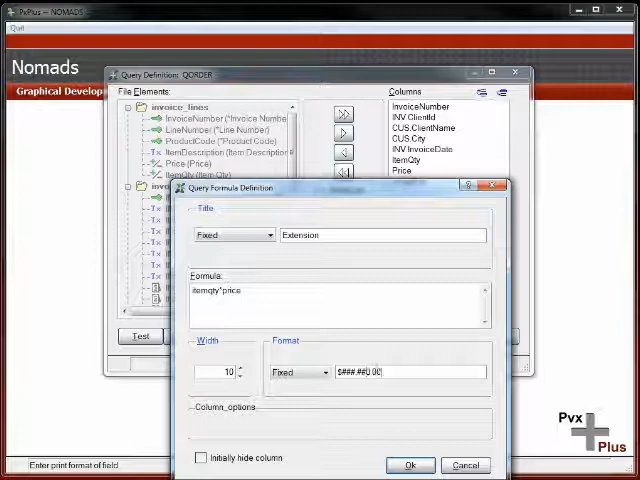 PxPlus -- NOMADS
Quit
Nomads
Graphical Develop
Query Definition: QORDER
File Elements:
invoice_lines
InvoiceNumber (*Invoice Numbe
LineNumber (*Line Number)
ProductCode (*Product Code)
Tx ItemDescription (Item Description
Price (Price)
ItemQty (Item Qty)
Columns
InvoiceNumber
INV ClientId
CUS.ClientName
CUS.City
INV InvoiceDate
ItemQty
Price
Test
Query Formula Definition
Title
Fixed
Extension
Formula:
itemqty*price
Width
10
Format
Fixed
$###,##0.00
Column_options
Initially hide column
Ok
Cancel
Enter print format of field
Pvx
Plus